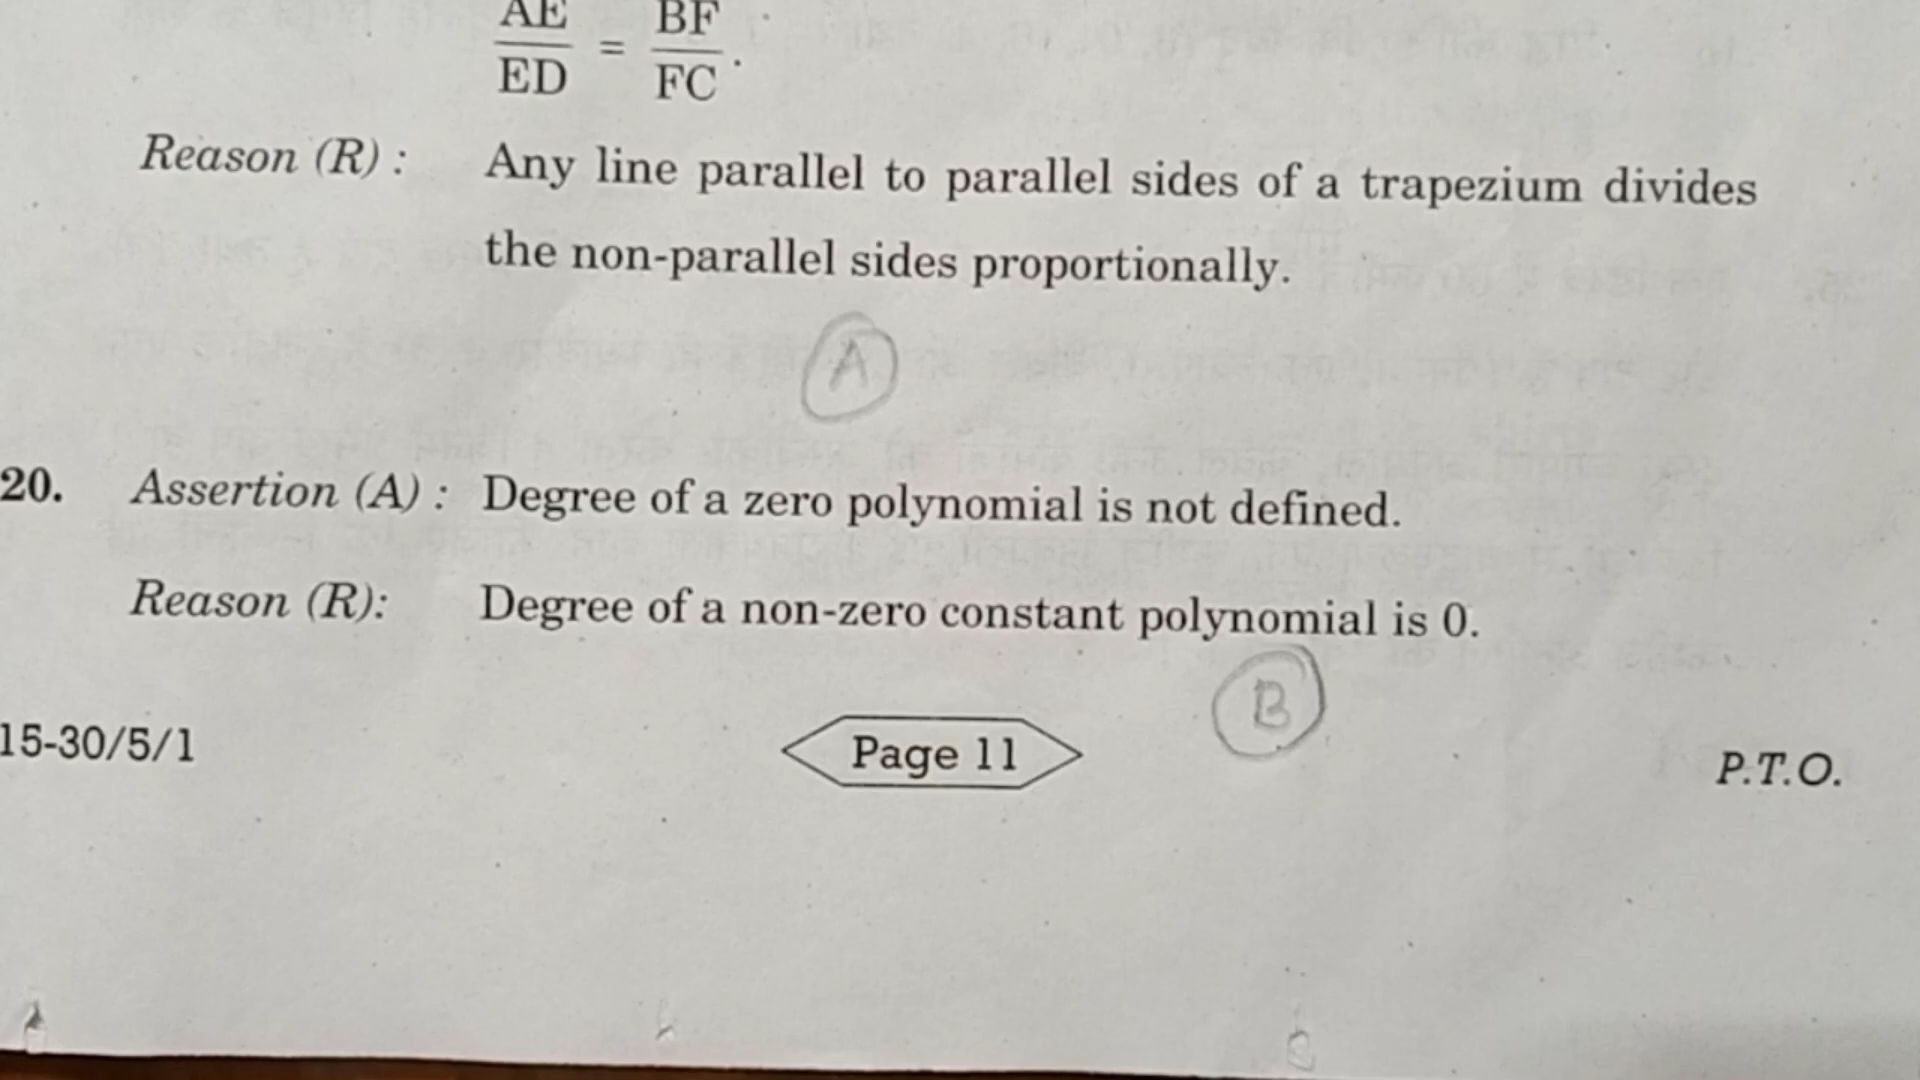 AE BF
— = — .
ED FC
Reason (R) : Any line parallel to parallel sides of a trapezium divides
the non-parallel sides proportionally.
A
20. Assertion (A) : Degree of a zero polynomial is not defined.
Reason (R): Degree of a non-zero constant polynomial is 0.
B
15-30/5/1 Page 11 P.T.O.